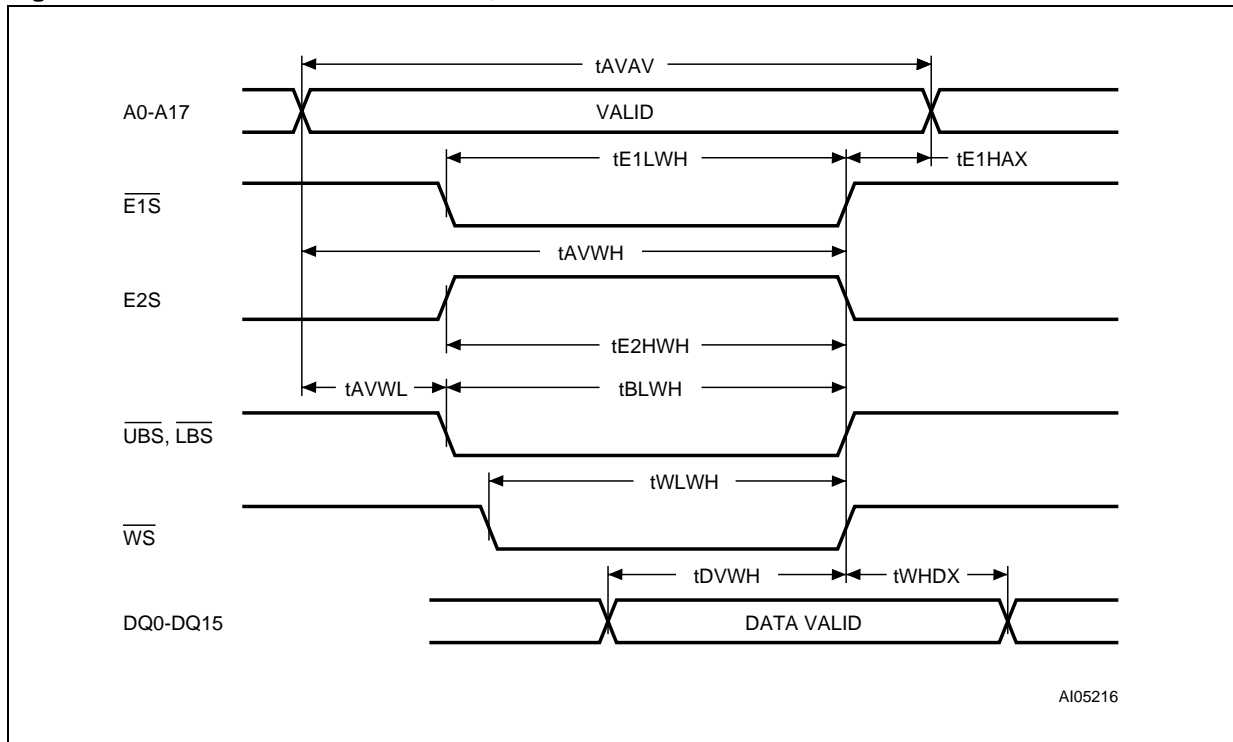 tAVAV
A0-A17
VALID
tE1LWH
tE1HAX
E1S
tAVWH
E2S
tE2HWH
tAVWL
tBLWH
UBS, LBS
tWLWH
WS
tDVWH
tWHDX
DQ0-DQ15
DATA VALID
AI05216